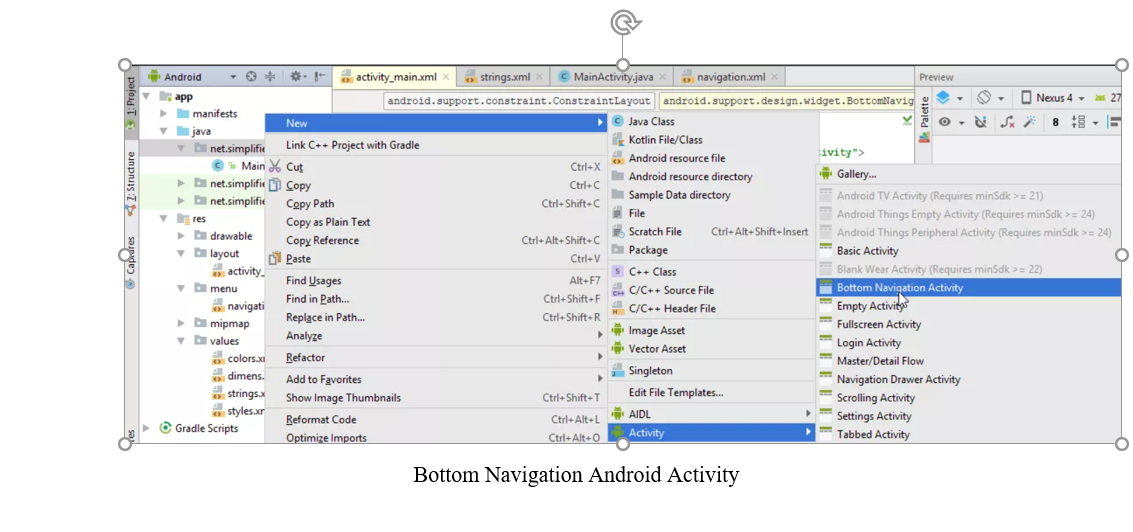 Android
activity_main.xml
strings.xml
MainActivity.java
navigation.xml
Preview
1: Project
Z: Structure
Captures
app
manifests
java
net.simplifie
Main
net.simplifie
net.simplifie
res
drawable
layout
activity_
menu
navigati
mipmap
values
colors.x
dimens.
strings.x
styles.xm
Gradle Scripts
android.support.constraint.ConstraintLayout
android.support.design.widget.BottomNavig
ivity">
Palette
Nexus 4
27
8
New
Link C++ Project with Gradle
Cut Ctrl+X
Copy Ctrl+C
Copy Path Ctrl+Shift+C
Copy as Plain Text
Copy Reference Ctrl+Alt+Shift+C
Paste Ctrl+V
Find Usages Alt+F7
Find in Path... Ctrl+Shift+F
Replace in Path... Ctrl+Shift+R
Analyze
Refactor
Add to Favorites
Show Image Thumbnails Ctrl+Shift+T
Reformat Code Ctrl+Alt+L
Optimize Imports Ctrl+Alt+O
Java Class
Kotlin File/Class
Android resource file
Android resource directory
Sample Data directory
File
Scratch File Ctrl+Alt+Shift+Insert
Package
C++ Class
C/C++ Source File
C/C++ Header File
Image Asset
Vector Asset
Singleton
Edit File Templates...
AIDL
Activity
Gallery...
Android TV Activity (Requires minSdk >= 21)
Android Things Empty Activity (Requires minSdk >= 24)
Android Things Peripheral Activity (Requires minSdk >= 24)
Basic Activity
Blank Wear Activity (Requires minSdk >= 22)
Bottom Navigation Activity
Empty Activity
Fullscreen Activity
Login Activity
Master/Detail Flow
Navigation Drawer Activity
Scrolling Activity
Settings Activity
Tabbed Activity
Bottom Navigation Android Activity